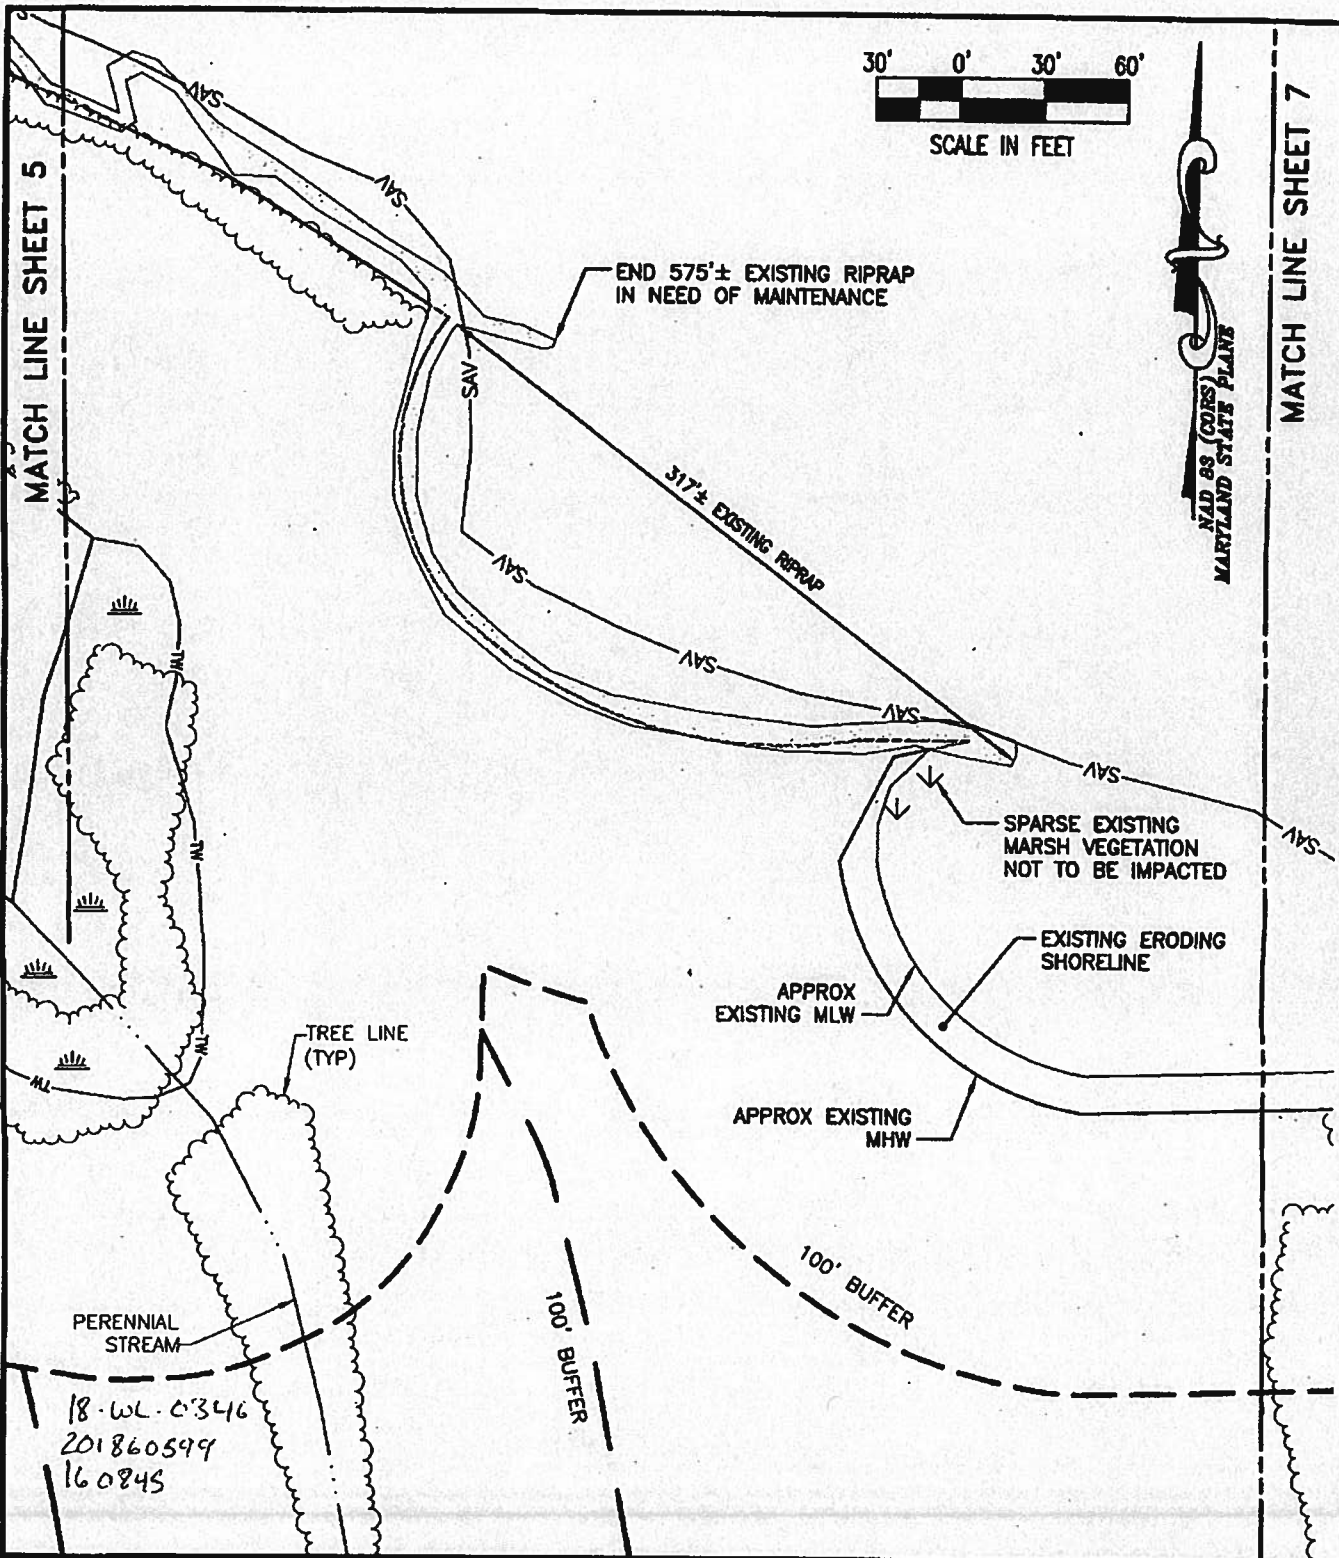 30' 0' 30' 60'
SCALE IN FEET
MATCH LINE SHEET 5
MATCH LINE SHEET 7
NAD 83 (CORS)
MARYLAND STATE PLANE
SAV
SAV
END 575'± EXISTING RIPRAP
IN NEED OF MAINTENANCE
SAV
317'± EXISTING RIPRAP
SAV
SAV
SAV
SAV
SAV
TW
TW
TW
TW
SPARSE EXISTING
MARSH VEGETATION
NOT TO BE IMPACTED
EXISTING ERODING
SHORELINE
APPROX
EXISTING MLW
APPROX EXISTING
MHW
TREE LINE
(TYP)
PERENNIAL
STREAM
100' BUFFER
100' BUFFER
18-WL-0346
201860599
160845